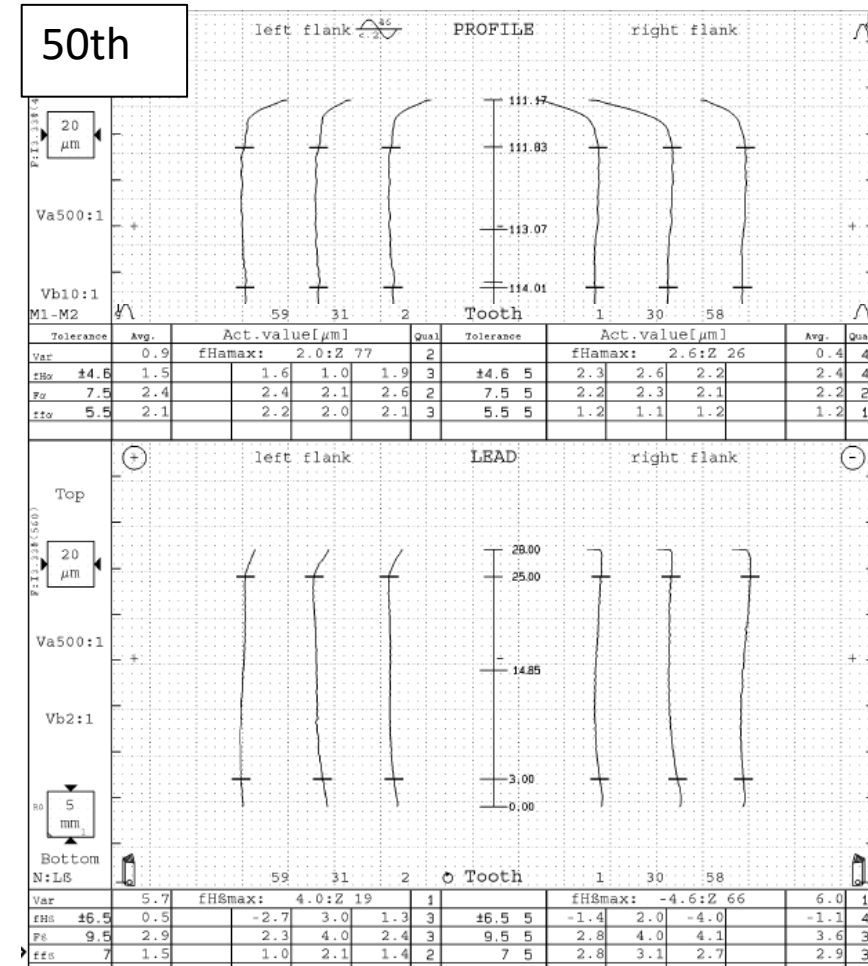 50th
left flank PROFILE right flank
111.17
20
μm
111.83
Va500:1
113.07
Vb10:1
114.01
M1-M2 59 31 2 Tooth 1 30 58
Tolerance Avg. Act.value[μm] Qual Tolerance Act.value[μm] Avg. Qua
Var 0.9 fHamax: 2.0:Z 77 2 fHamax: 2.6:Z 26 0.4 4
fHα ±4.6 1.5 1.6 1.0 1.9 3 ±4.6 5 2.3 2.6 2.2 2.4 4
Fα 7.5 2.4 2.4 2.1 2.6 2 7.5 5 2.2 2.3 2.1 2.2 2
ffα 5.5 2.1 2.2 2.0 2.1 3 5.5 5 1.2 1.1 1.2 1.2 1
+ left flank LEAD right flank -
Top
28.00
20
μm
25.00
Va500:1
14.85
Vb2:1
3.00
5
mm
0.00
Bottom
N:Lß 59 31 2 Tooth 1 30 58
Var 5.7 fHßmax: 4.0:Z 19 1 fHßmax: -4.6:Z 66 6.0 1
fHß ±6.5 0.5 -2.7 3.0 1.3 3 ±6.5 5 -1.4 2.0 -4.0 -1.1 4
Fß 9.5 2.9 2.3 4.0 2.4 3 9.5 5 2.8 4.0 4.1 3.6 3
ffß 7 1.5 1.0 2.1 1.4 2 7 5 2.8 3.1 2.7 2.9 3